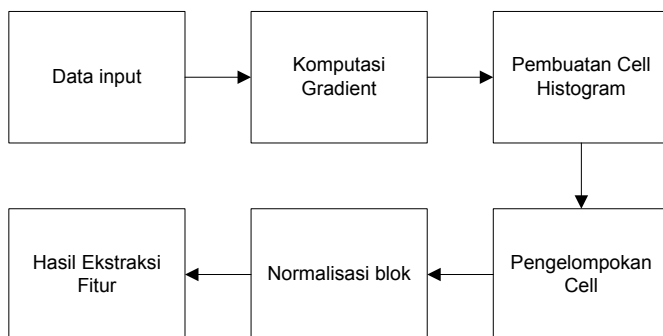 Data input
Komputasi
Gradient
Pembuatan Cell
Histogram
Pengelompokan
Cell
Normalisasi blok
Hasil Ekstraksi
Fitur